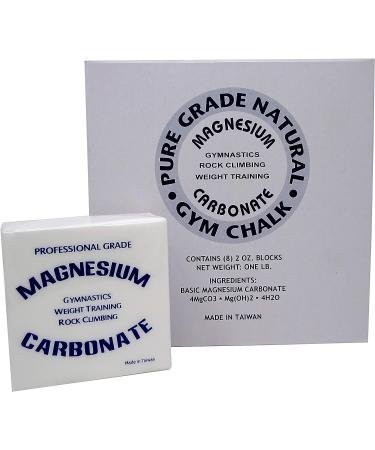 • PURE GRADE NATURAL •
GYM CHALK
MAGNESIUM
GYMNASTICS
ROCK CLIMBING
WEIGHT TRAINING
CARBONATE
CONTAINS (8) 2 OZ. BLOCKS
NET WEIGHT: ONE LB.
INGREDIENTS:
BASIC MAGNESIUM CARBONATE
4MgCO3 • Mg(OH)Z • 4H2O
MADE IN TAIWAN
PROFESSIONAL GRADE
MAGNESIUM
GYMNASTICS
WEIGHT TRAINING
ROCK CLIMBING
CARBONATE
Made in TAIWAN